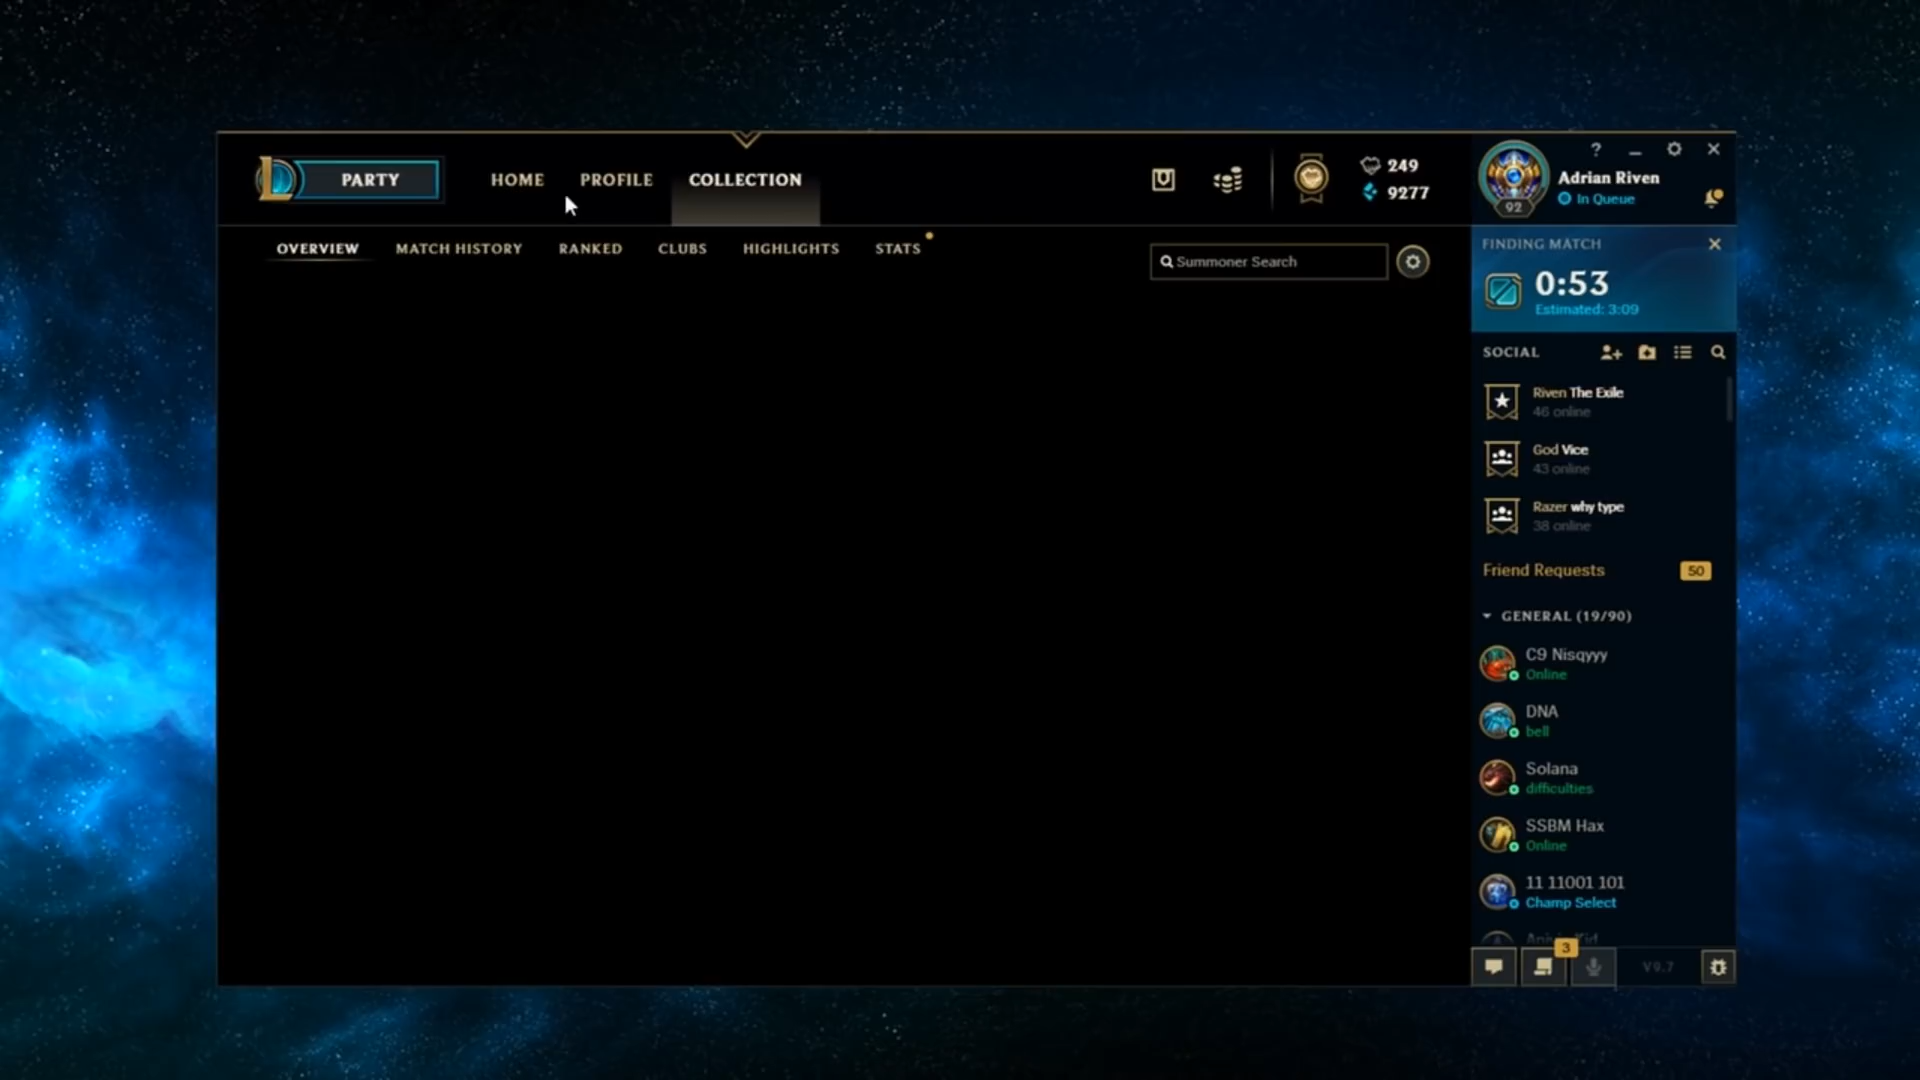 PARTY
HOME
PROFILE
COLLECTION
249
9277
?
Adrian Riven
In Queue
92
OVERVIEW
MATCH HISTORY
RANKED
CLUBS
HIGHLIGHTS
STATS
Summoner Search
FINDING MATCH
0:53
Estimated: 3:09
SOCIAL
Riven The Exile
46 online
God Vice
43 online
Razer why type
38 online
Friend Requests
50
GENERAL (19/90)
C9 Nisqyyy
Online
DNA
bell
Solana
difficulties
SSBM Hax
Online
11 11001 101
Champ Select
3
V9.7